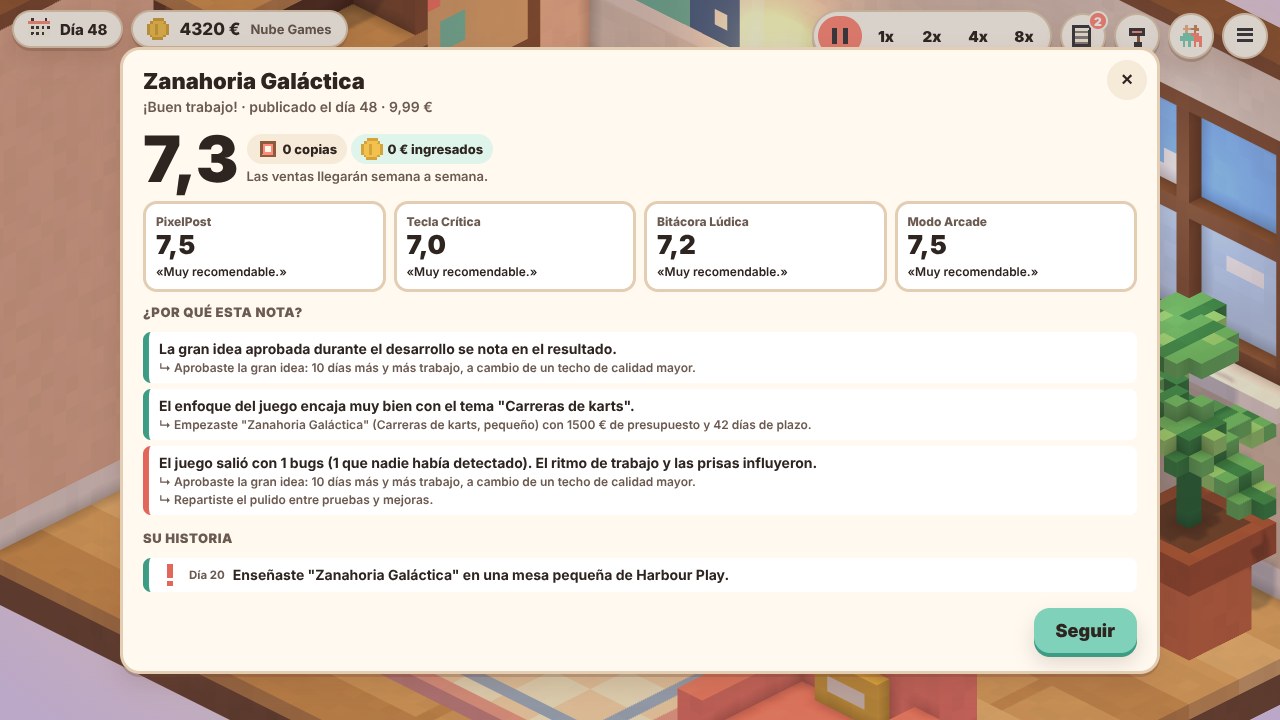 Día 48
4320 € Nube Games
1x 2x 4x 8x
2
Zanahoria Galáctica
¡Buen trabajo! · publicado el día 48 · 9,99 €
7,3
0 copias
0 € ingresados
Las ventas llegarán semana a semana.
PixelPost
7,5
«Muy recomendable.»
Tecla Crítica
7,0
«Muy recomendable.»
Bitácora Lúdica
7,2
«Muy recomendable.»
Modo Arcade
7,5
«Muy recomendable.»
¿POR QUÉ ESTA NOTA?
La gran idea aprobada durante el desarrollo se nota en el resultado.
↳ Aprobaste la gran idea: 10 días más y más trabajo, a cambio de un techo de calidad mayor.
El enfoque del juego encaja muy bien con el tema "Carreras de karts".
↳ Empezaste "Zanahoria Galáctica" (Carreras de karts, pequeño) con 1500 € de presupuesto y 42 días de plazo.
El juego salió con 1 bugs (1 que nadie había detectado). El ritmo de trabajo y las prisas influyeron.
↳ Aprobaste la gran idea: 10 días más y más trabajo, a cambio de un techo de calidad mayor.
↳ Repartiste el pulido entre pruebas y mejoras.
SU HISTORIA
Día 20 Enseñaste "Zanahoria Galáctica" en una mesa pequeña de Harbour Play.
Seguir